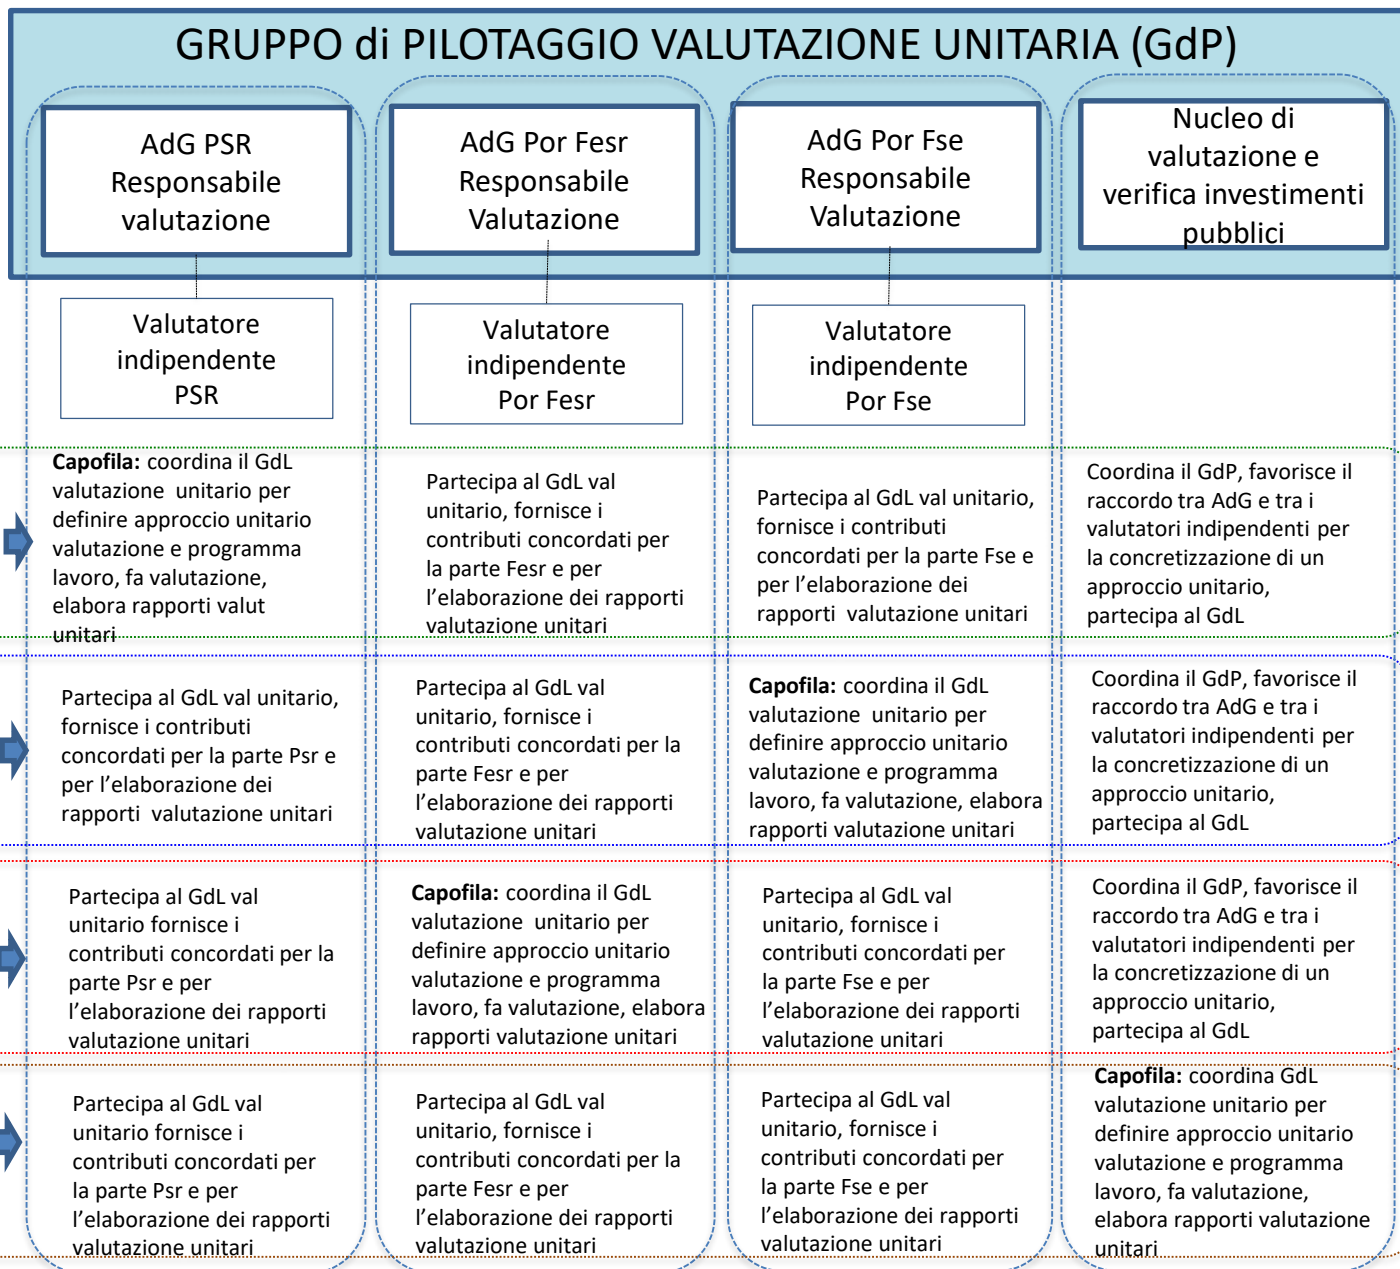 GRUPPO di PILOTAGGIO VALUTAZIONE UNITARIA (GdP)
AdG PSR
Responsabile
valutazione
AdG Por Fesr
Responsabile
Valutazione
AdG Por Fse
Responsabile
Valutazione
Nucleo di
valutazione e
verifica investimenti
pubblici
Valutatore
indipendente
PSR
Valutatore
indipendente
Por Fesr
Valutatore
indipendente
Por Fse
Capofila: coordina il GdL
valutazione unitario per
definire approccio unitario
valutazione e programma
lavoro, fa valutazione,
elabora rapporti valut
unitari
Partecipa al GdL val
unitario, fornisce i
contributi concordati per
la parte Fesr e per
l'elaborazione dei rapporti
valutazione unitari
Partecipa al GdL val unitario,
fornisce i contributi
concordati per la parte Fse e
per l'elaborazione dei
rapporti valutazione unitari
Coordina il GdP, favorisce il
raccordo tra AdG e tra i
valutatori indipendenti per
la concretizzazione di un
approccio unitario,
partecipa al GdL
Partecipa al GdL val unitario,
fornisce i contributi
concordati per la parte Psr e
per l'elaborazione dei
rapporti valutazione unitari
Partecipa al GdL val
unitario, fornisce i
contributi concordati per la
parte Fesr e per
l'elaborazione dei rapporti
valutazione unitari
Capofila: coordina il GdL
valutazione unitario per
definire approccio unitario
valutazione e programma
lavoro, fa valutazione, elabora
rapporti valutazione unitari
Coordina il GdP, favorisce il
raccordo tra AdG e tra i
valutatori indipendenti per
la concretizzazione di un
approccio unitario,
partecipa al GdL
Partecipa al GdL val
unitario fornisce i
contributi concordati per la
parte Psr e per
l'elaborazione dei rapporti
valutazione unitari
Capofila: coordina il GdL
valutazione unitario per
definire approccio unitario
valutazione e programma
lavoro, fa valutazione, elabora
rapporti valutazione unitari
Partecipa al GdL val
unitario, fornisce i
contributi concordati per
la parte Fse e per
l'elaborazione dei rapporti
valutazione unitari
Coordina il GdP, favorisce il
raccordo tra AdG e tra i
valutatori indipendenti per
la concretizzazione di un
approccio unitario,
partecipa al GdL
Partecipa al GdL val
unitario fornisce i
contributi concordati per
la parte Psr e per
l'elaborazione dei rapporti
valutazione unitari
Partecipa al GdL val
unitario, fornisce i
contributi concordati per la
parte Fesr e per
l'elaborazione dei rapporti
valutazione unitari
Partecipa al GdL val
unitario, fornisce i
contributi concordati per
la parte Fse e per
l'elaborazione dei rapporti
valutazione unitari
Capofila: coordina GdL
valutazione unitario per
definire approccio unitario
valutazione e programma
lavoro, fa valutazione,
elabora rapporti valutazione
unitari